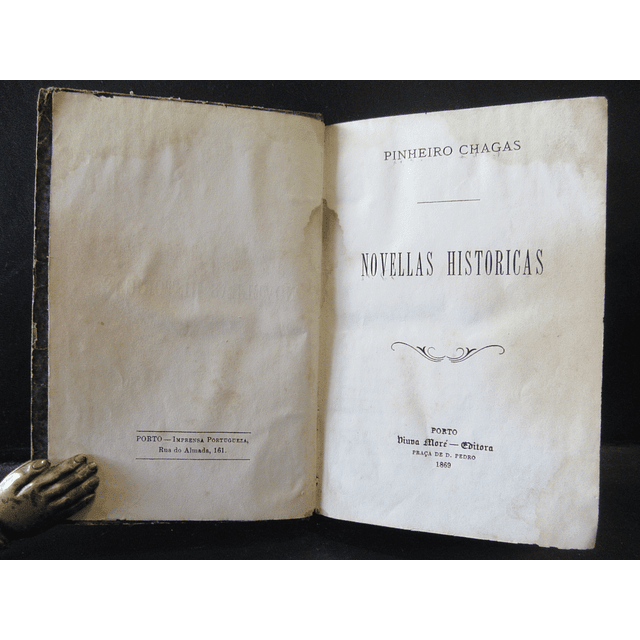 PORTO — IMPRENSA PORTUGUEZA,
Rua do Almada, 161.
PINHEIRO CHAGAS
NOVELLAS HISTORICAS
PORTO
Viuva Moré — Editora
PRAÇA DE D. PEDRO
1869